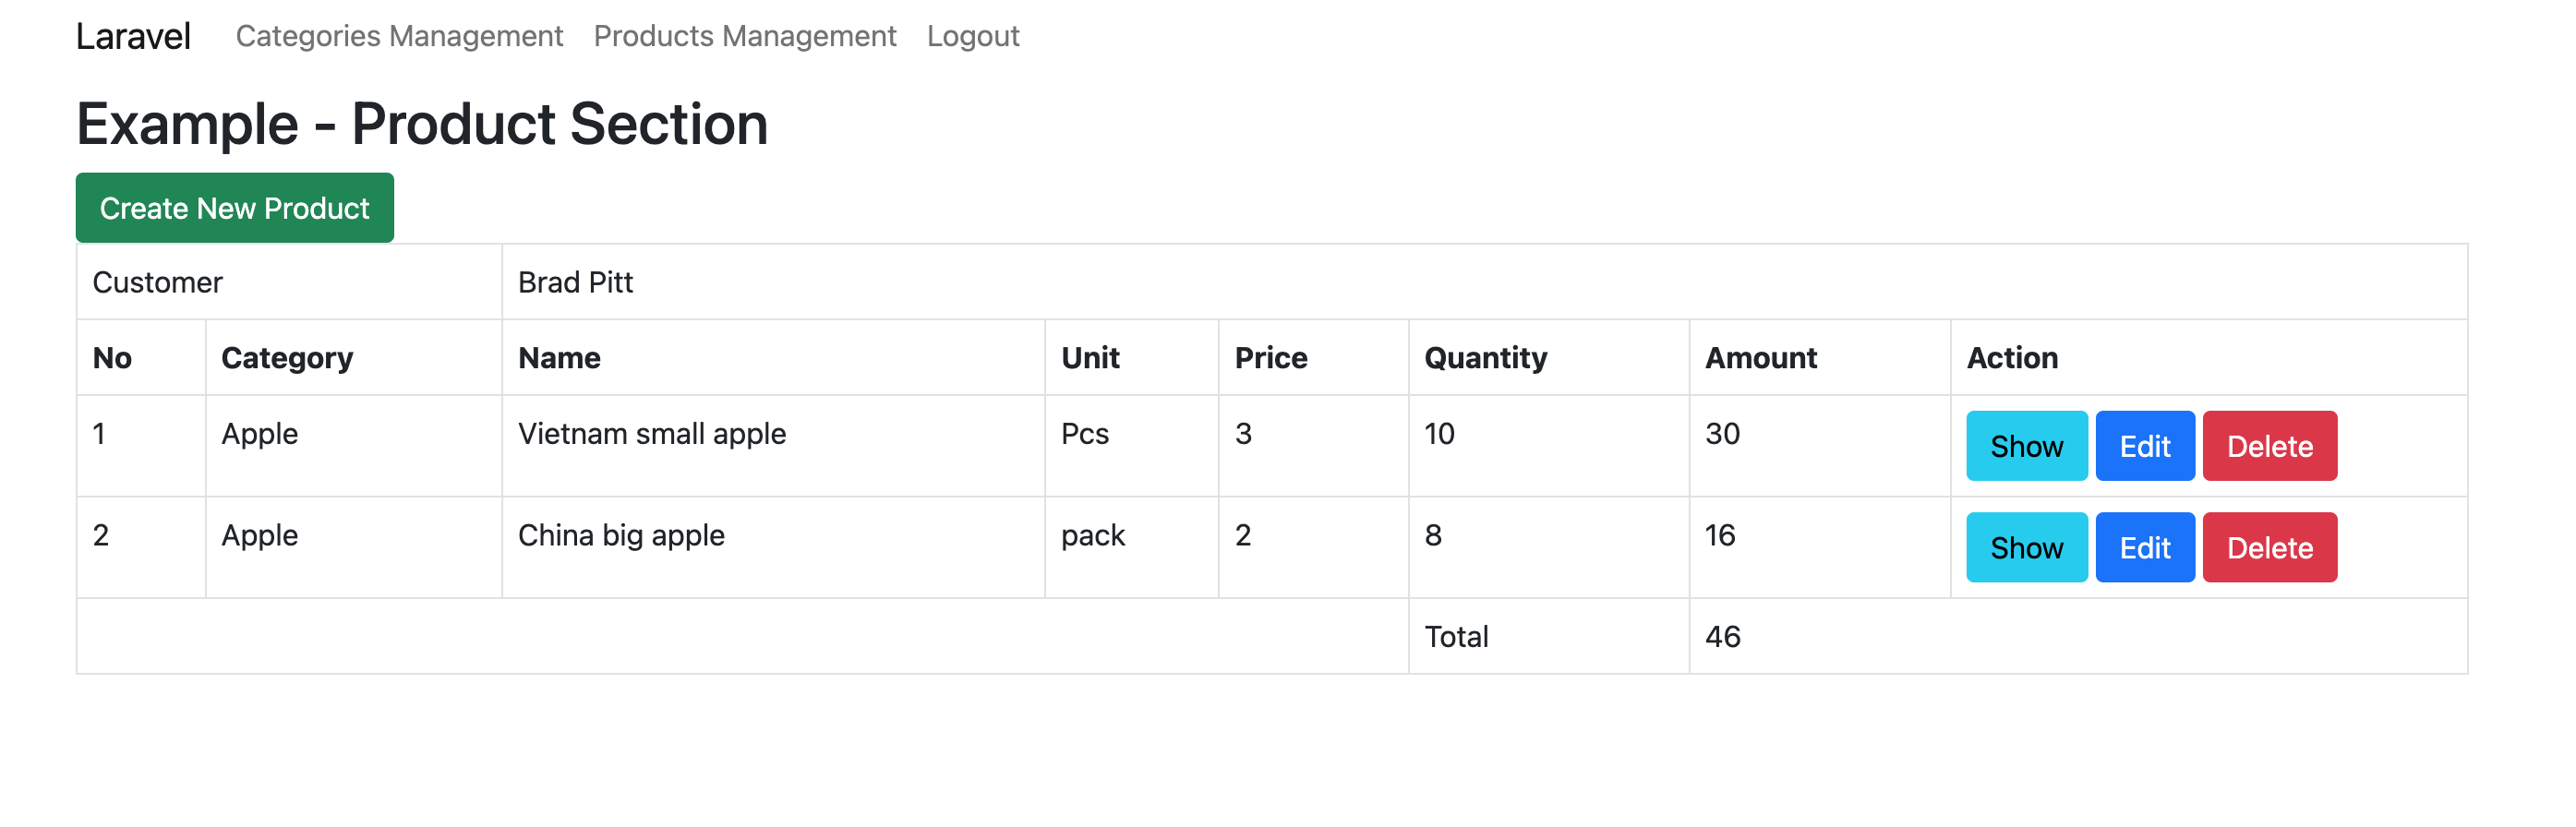 Laravel Categories Management Products Management Logout
Example - Product Section
Create New Product
Customer Brad Pitt
No Category Name Unit Price Quantity Amount Action
1 Apple Vietnam small apple Pcs 3 10 30 Show Edit Delete
2 Apple China big apple pack 2 8 16 Show Edit Delete
Total 46